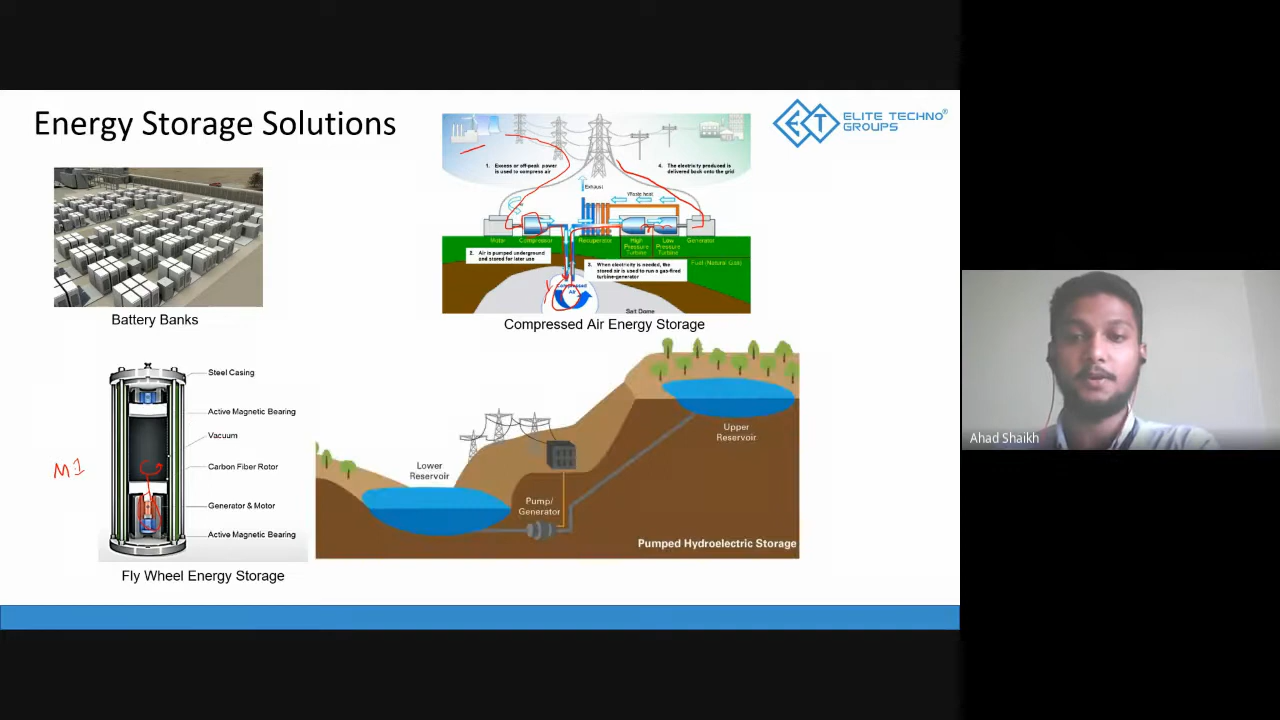 Energy Storage Solutions
ELITE TECHNO
GROUPS
ET
Battery Banks
1. Excess or off-peak power
is used to compress air
4. The electricity produced is
delivered back onto the grid
Exhaust
Waste heat
Motor
Compressor
Recuperator
High
Pressure
Turbine
Low
Pressure
Turbine
Generator
2. Air is pumped underground
and stored for later use
3. When electricity is needed, the
stored air is used to run a gas-fired
turbine-generator
Fuel (Natural Gas)
Compressed
Air
Salt Dome
Compressed Air Energy Storage
Steel Casing
Active Magnetic Bearing
Vacuum
Carbon Fiber Rotor
Generator & Motor
Active Magnetic Bearing
Fly Wheel Energy Storage
Lower
Reservoir
Upper
Reservoir
Pump/
Generator
Pumped Hydroelectric Storage
Ahad Shaikh